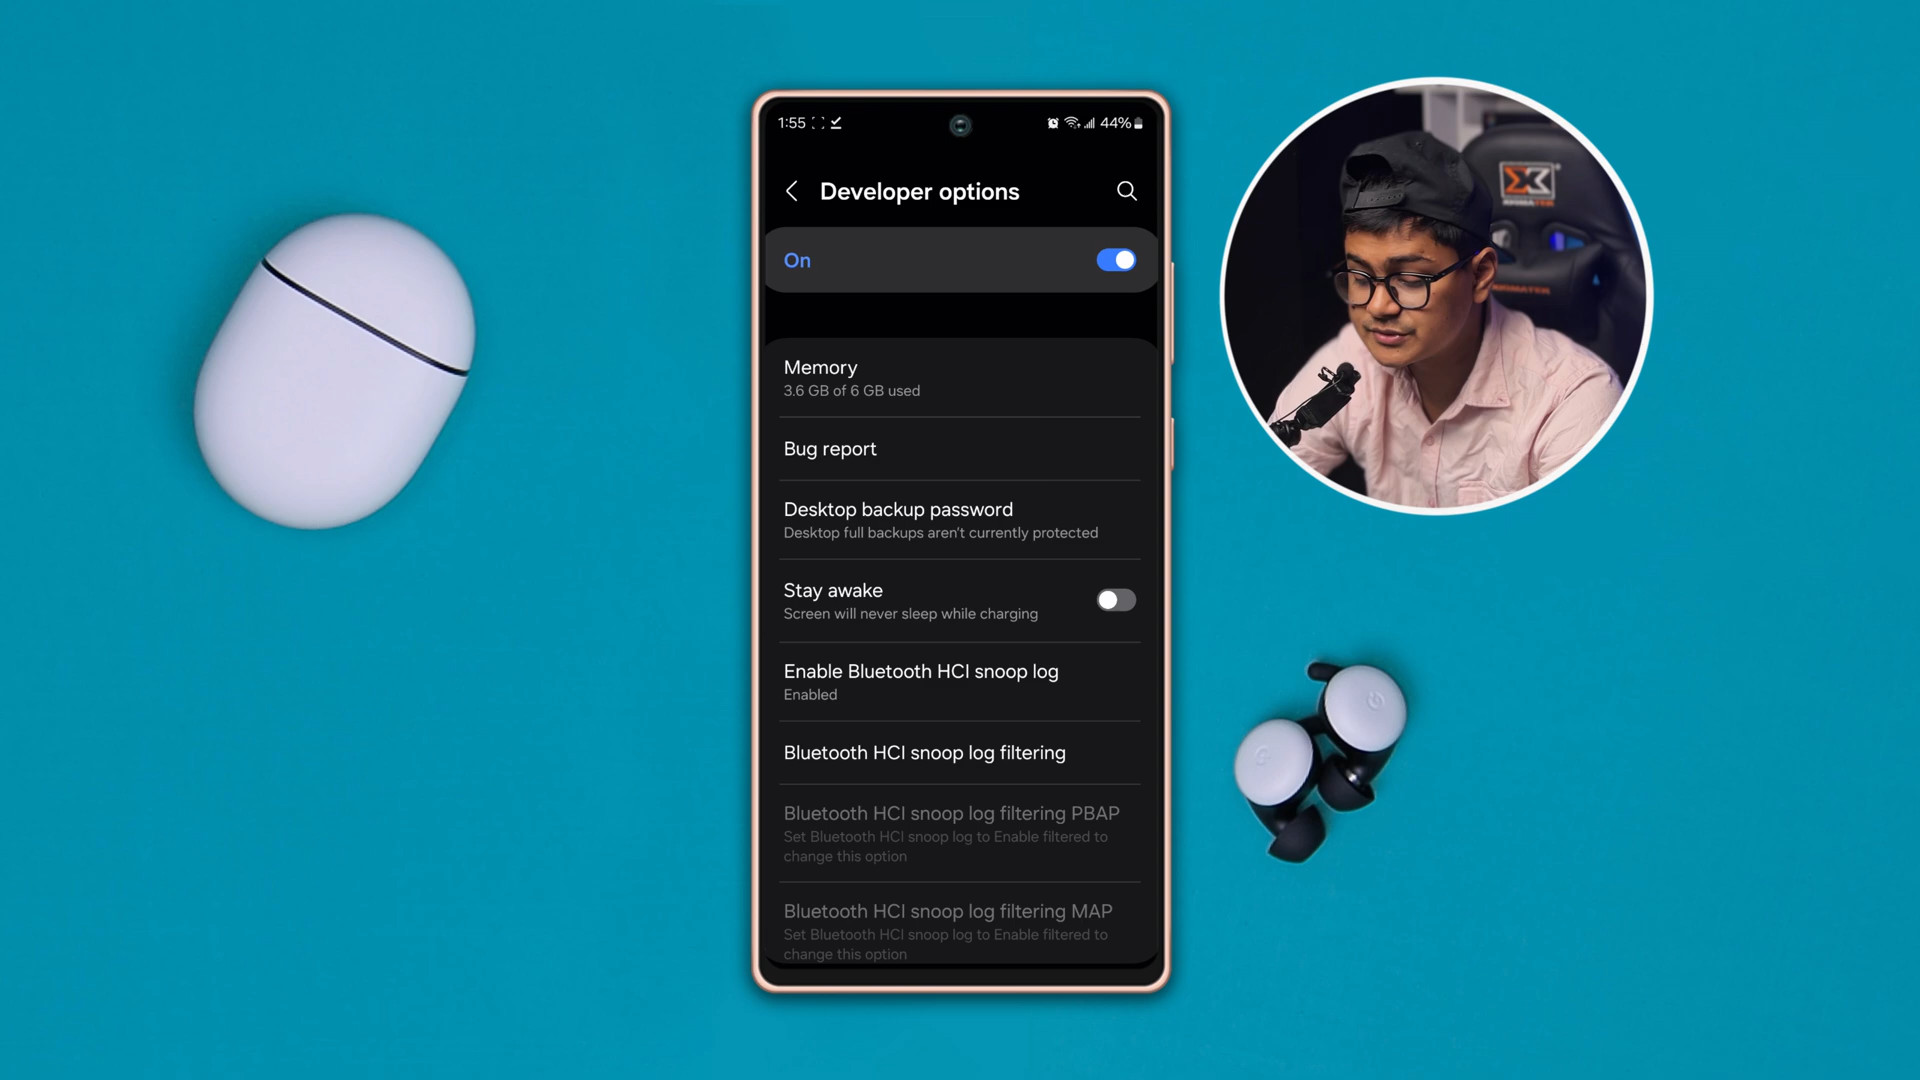 1:55
44%
Developer options
On
Memory
3.6 GB of 6 GB used
Bug report
Desktop backup password
Desktop full backups aren't currently protected
Stay awake
Screen will never sleep while charging
Enable Bluetooth HCI snoop log
Enabled
Bluetooth HCI snoop log filtering
Bluetooth HCI snoop log filtering PBAP
Set Bluetooth HCI snoop log to Enable filtered to
change this option
Bluetooth HCI snoop log filtering MAP
Set Bluetooth HCI snoop log to Enable filtered to
change this option